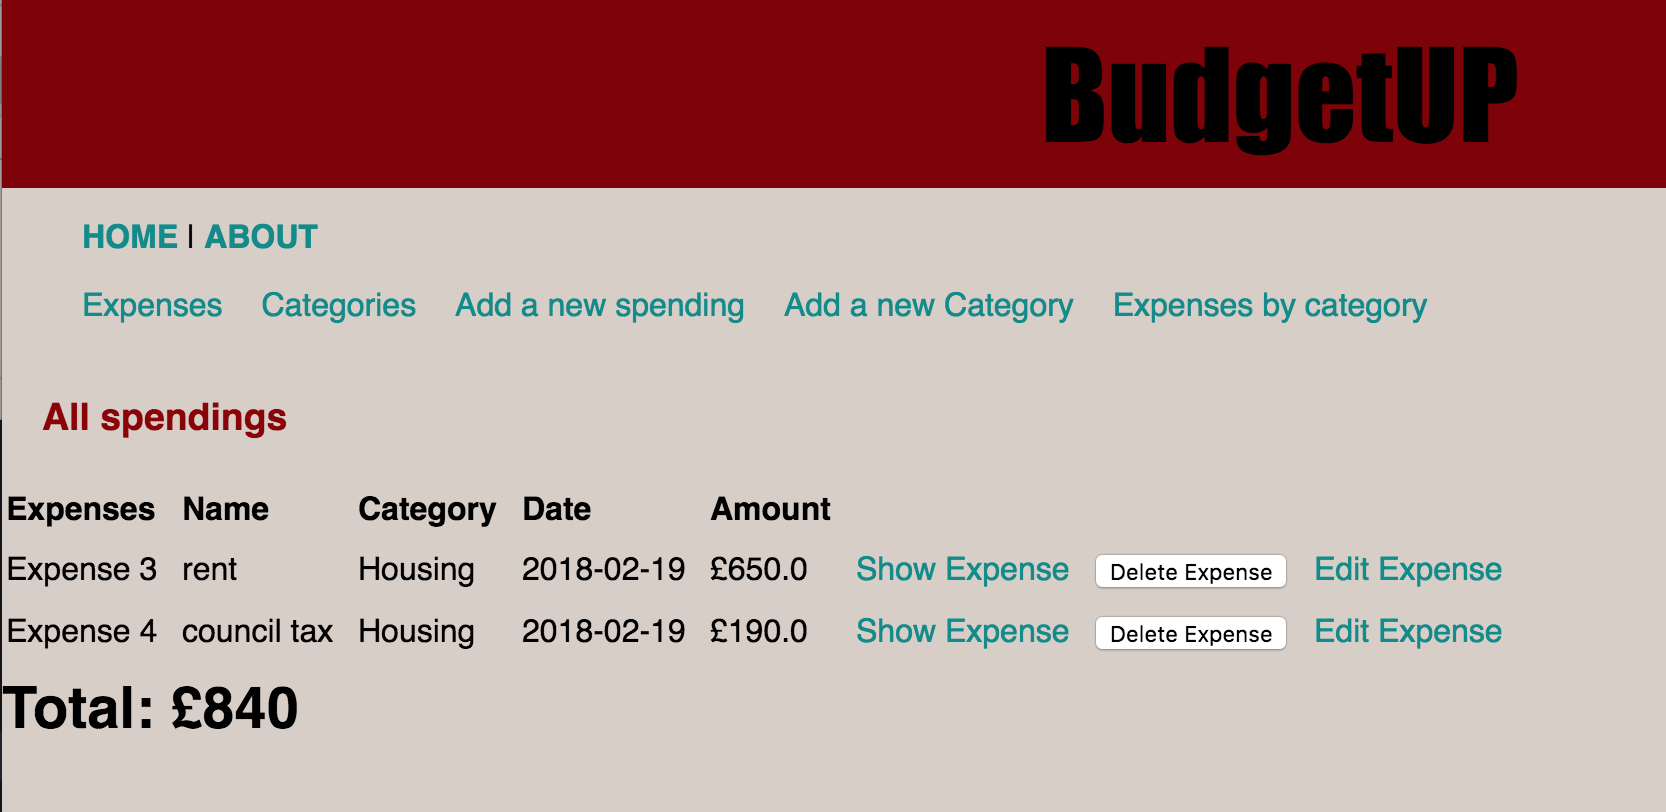 BudgetUP
HOME | ABOUT
Expenses Categories Add a new spending Add a new Category Expenses by category
All spendings
Expenses Name Category Date Amount
Expense 3 rent Housing 2018-02-19 £650.0 Show Expense Delete Expense Edit Expense
Expense 4 council tax Housing 2018-02-19 £190.0 Show Expense Delete Expense Edit Expense
Total: £840